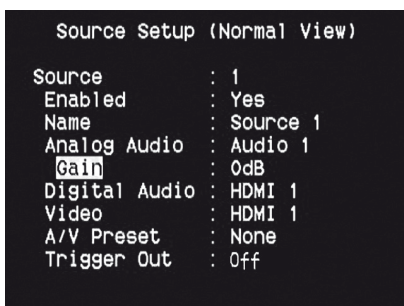 Source Setup (Normal View)
Source : 1
Enabled : Yes
Name : Source 1
Analog Audio : Audio 1
Gain : 0dB
Digital Audio : HDMI 1
Video : HDMI 1
A/V Preset : None
Trigger Out : Off